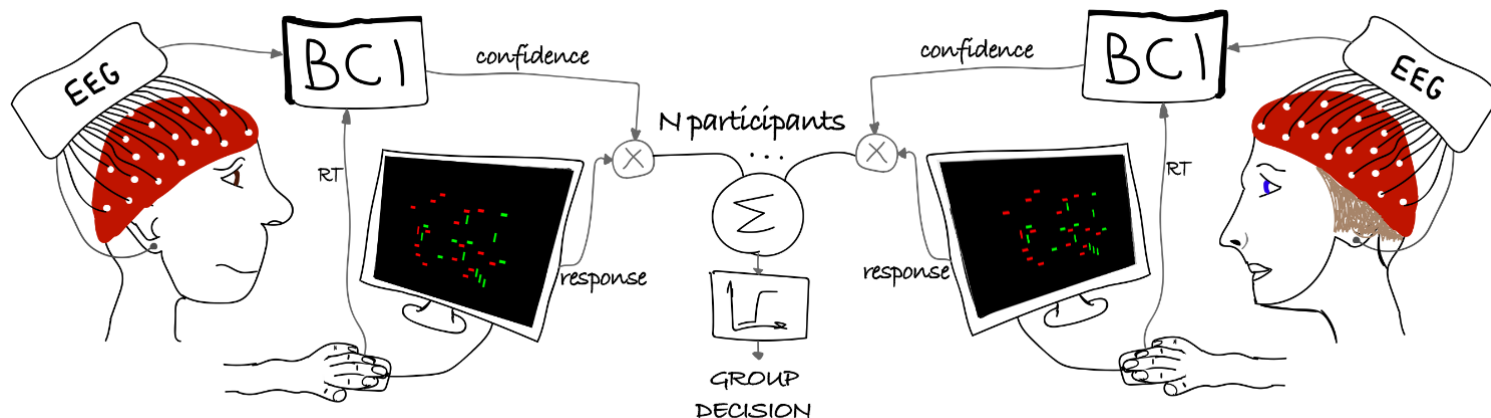 EEG
BCI
confidence
RT
response
X
N participants
...
Σ
GROUP
DECISION
confidence
BCI
EEG
X
RT
response